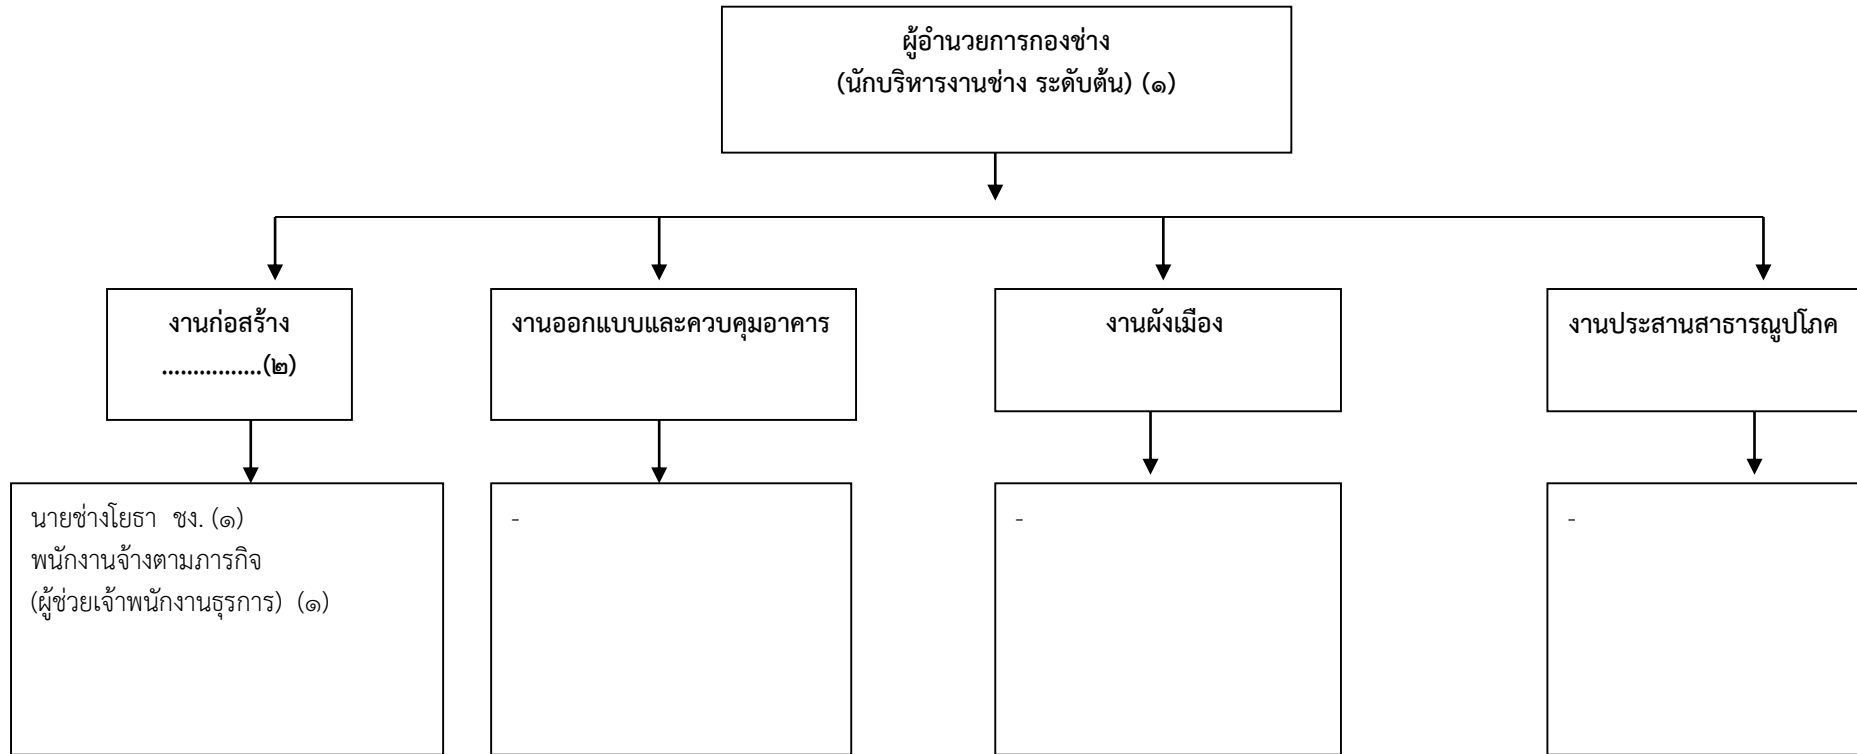 ผู้อำนวยการกองช่าง
(นักบริหารงานช่าง ระดับต้น) (๑)
งานก่อสร้าง
................(๒)
งานออกแบบและควบคุมอาคาร
งานผังเมือง
งานประสานสาธารณูปโภค
นายช่างโยธา ชง. (๑)
พนักงานจ้างตามภารกิจ
(ผู้ช่วยเจ้าพนักงานธุรการ) (๑)
-
-
-